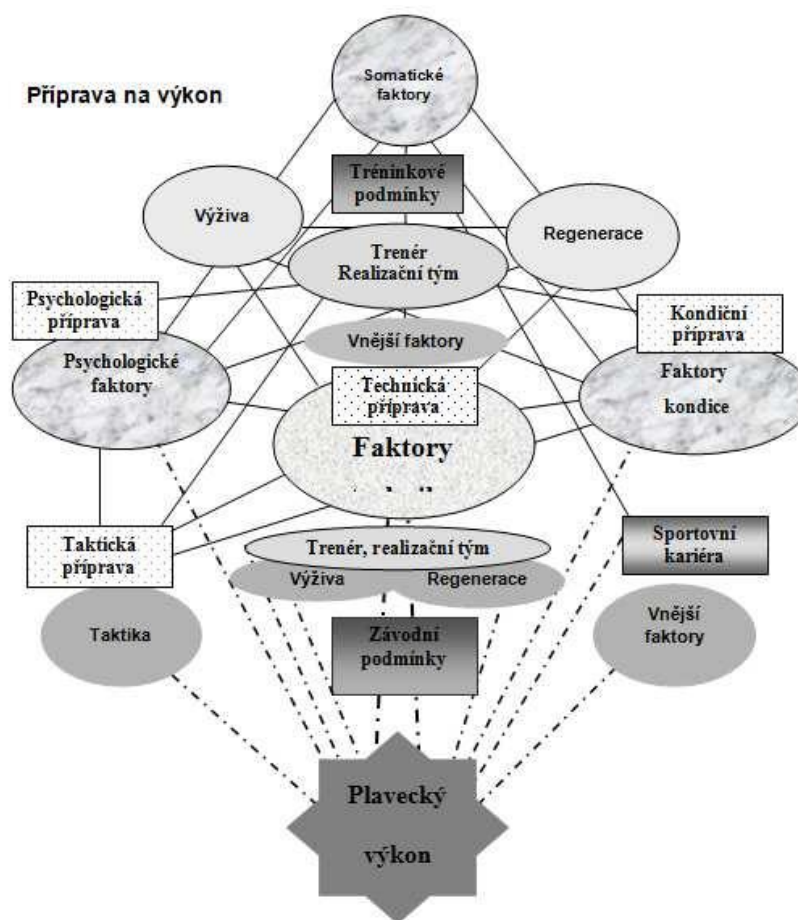 Somatické
faktory
Příprava na výkon
Tréninkové
podmínky
Výživa
Regenerace
Trenér
Realizační tým
Psychologická
příprava
Kondiční
příprava
Vnější faktory
Psychologické
faktory
Faktory
kondice
Technická
příprava
Faktory
Taktická
příprava
Trenér, realizační tým
Sportovní
kariéra
Výživa
Regenerace
Taktika
Závodní
podmínky
Vnější
faktory
Plavecký
výkon